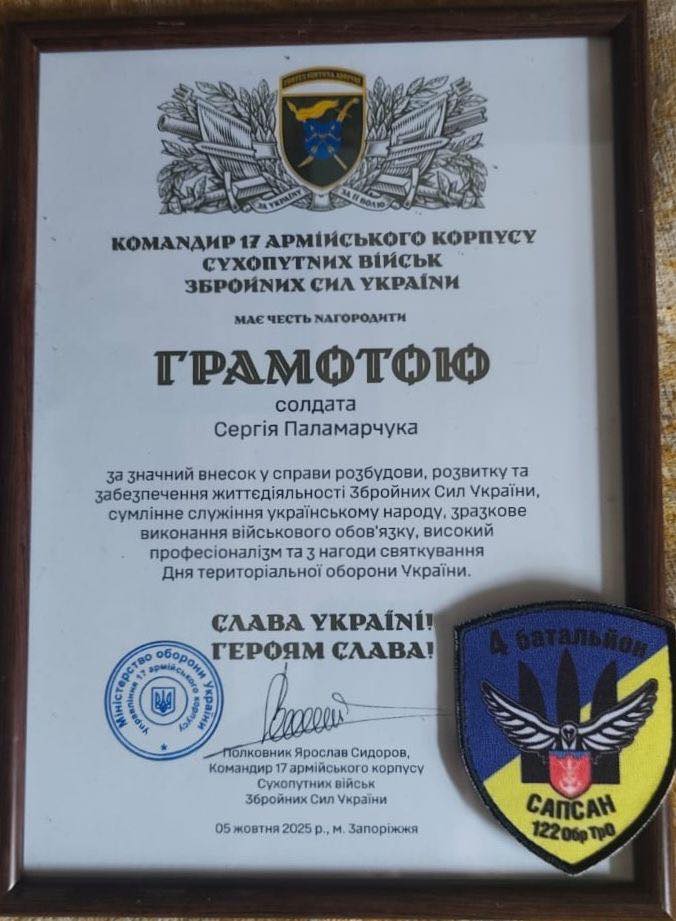 ЗА УКРАЇНУ
ЗА ЇЇ ВОЛЮ
КОМАНДИР 17 АРМІЙСЬКОГО КОРПУСУ
СУХОПУТНИХ ВІЙСЬК
ЗБРОЙНИХ СИЛ УКРАЇНИ
МАЄ ЧЕСТЬ НАГОРОДИТИ
ГРАМОТОЮ
солдата
Сергія Паламарчука
за значний внесок у справи розбудови, розвитку та
забезпечення життєдіяльності Збройних Сил України,
сумлінне служіння українському народу, зразкове
виконання військового обов'язку, високий
професіоналізм та з нагоди святкування
Дня територіальної оборони України.
СЛАВА УКРАЇНІ!
ГЕРОЯМ СЛАВА!
Міністерство оборони України
Управління 17 армійського корпусу
Полковник Ярослав Сидоров,
Командир 17 армійського корпусу
Сухопутних військ
Збройних Сил України
05 жовтня 2025 р., м. Запоріжжя
4 батальйон
САПСАН
122 Обр ТрО